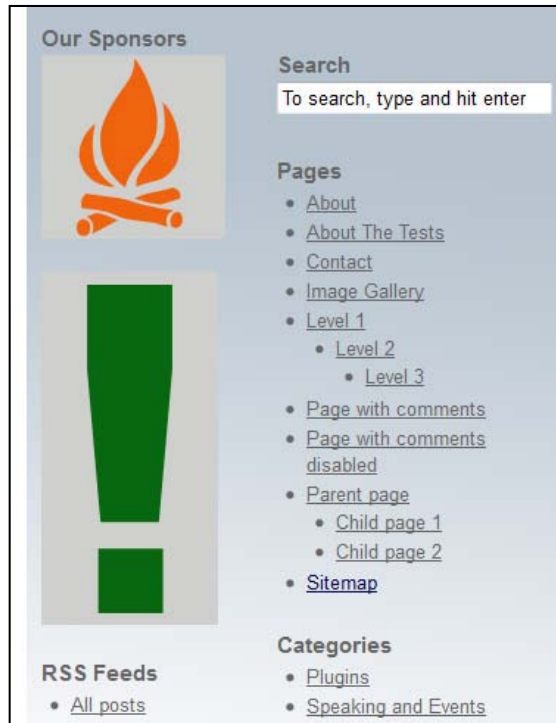 Our Sponsors
RSS Feeds
All posts
Search
To search, type and hit enter
Pages
About
About The Tests
Contact
Image Gallery
Level 1
Level 2
Level 3
Page with comments
Page with comments
disabled
Parent page
Child page 1
Child page 2
Sitemap
Categories
Plugins
Speaking and Events